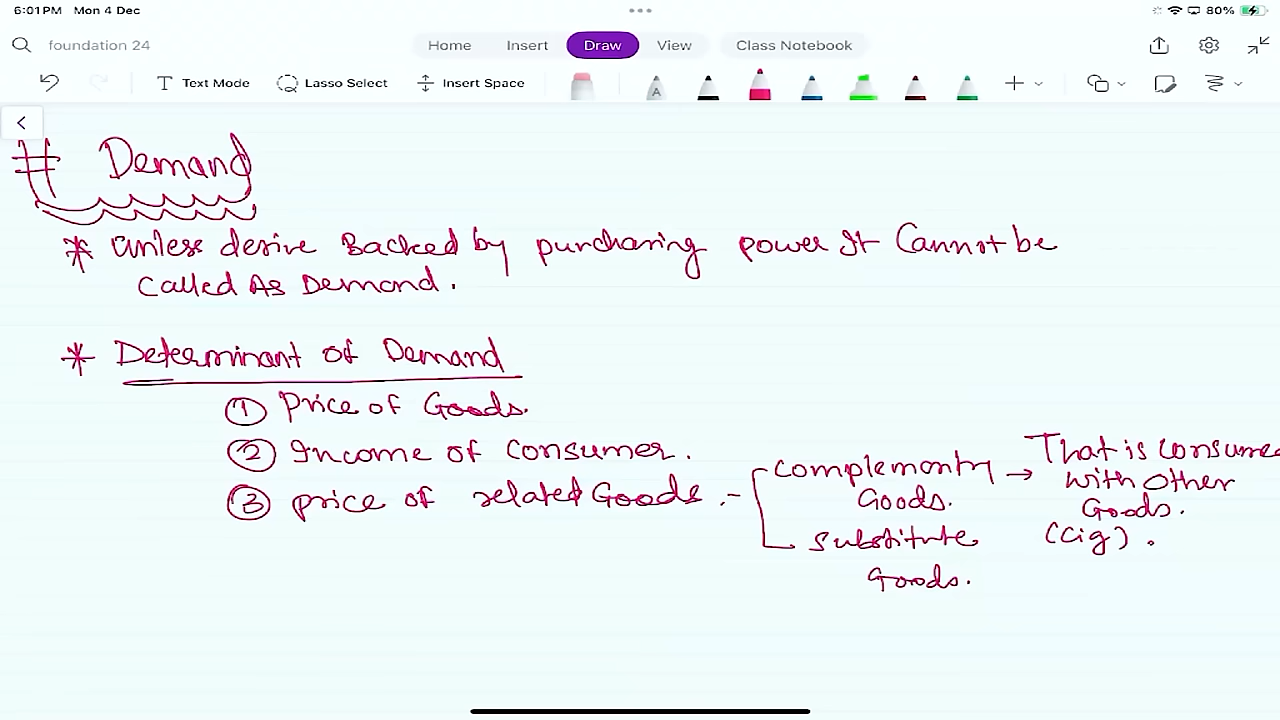 6:01PM Mon 4 Dec
80%
foundation 24
Home Insert Draw View Class Notebook
Text Mode Lasso Select Insert Space
# Demand
* unless desire Backed by purchasing power It Cannot be
Called As Demand.
* Determinant of Demand
① Price of Goods.
② Income of consumer.
③ price of related Goods :-
complementry Goods. → That is consume with other Goods. (Cig).
substitute Goods.